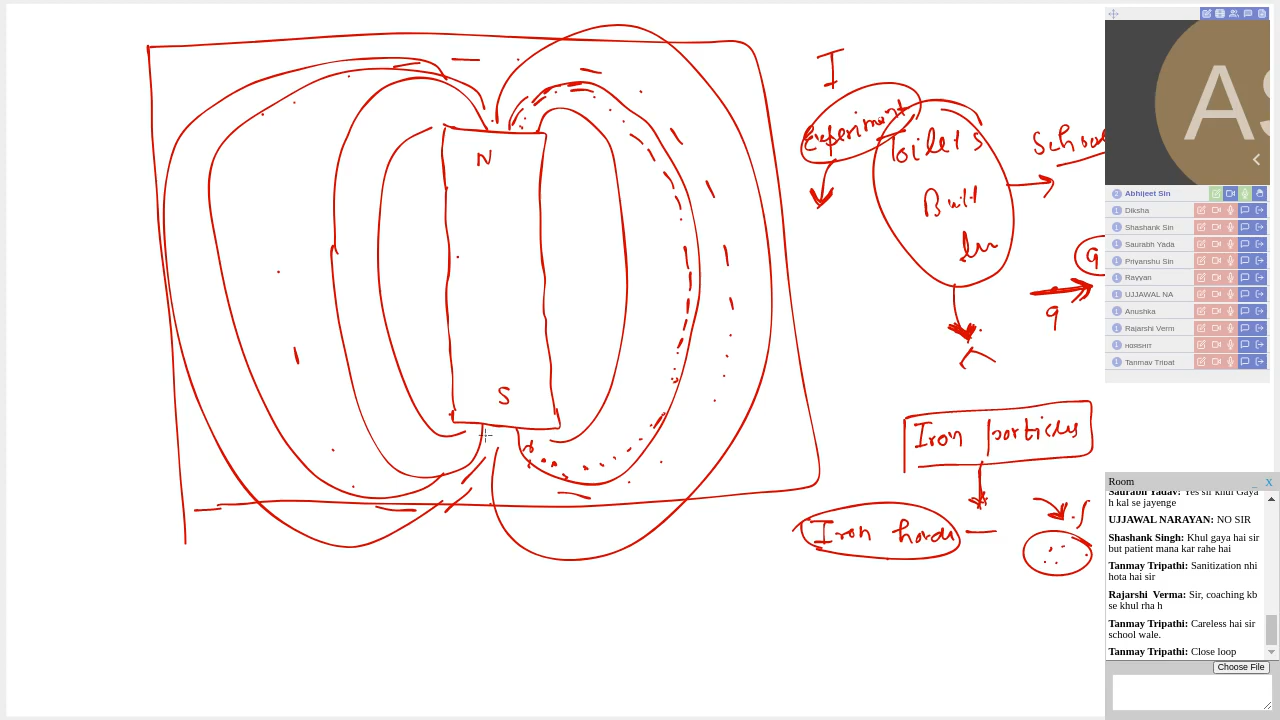 N
S
I
Experiment
Toilets
Built
In
School
q
q
Iron particles
Iron
AS
Abhijeet Sin
Diksha
Shashank Sin
Saurabh Yada
Priyanshu Sin
Rayyan
UJJAWAL NA
Anushka
Rajarshi Verm
HARSHIT
Tanmay Tripat
Room
_ X
Saurabh Yadav: Yes sir khul Gaya
h kal se jayenge
UJJAWAL NARAYAN: NO SIR
Shashank Singh: Khul gaya hai sir
but patient mana kar rahe hai
Tanmay Tripathi: Sanitization nhi
hota hai sir
Rajarshi Verma: Sir, coaching kb
se khul rha h
Tanmay Tripathi: Careless hai sir
school wale.
Tanmay Tripathi: Close loop
Choose File